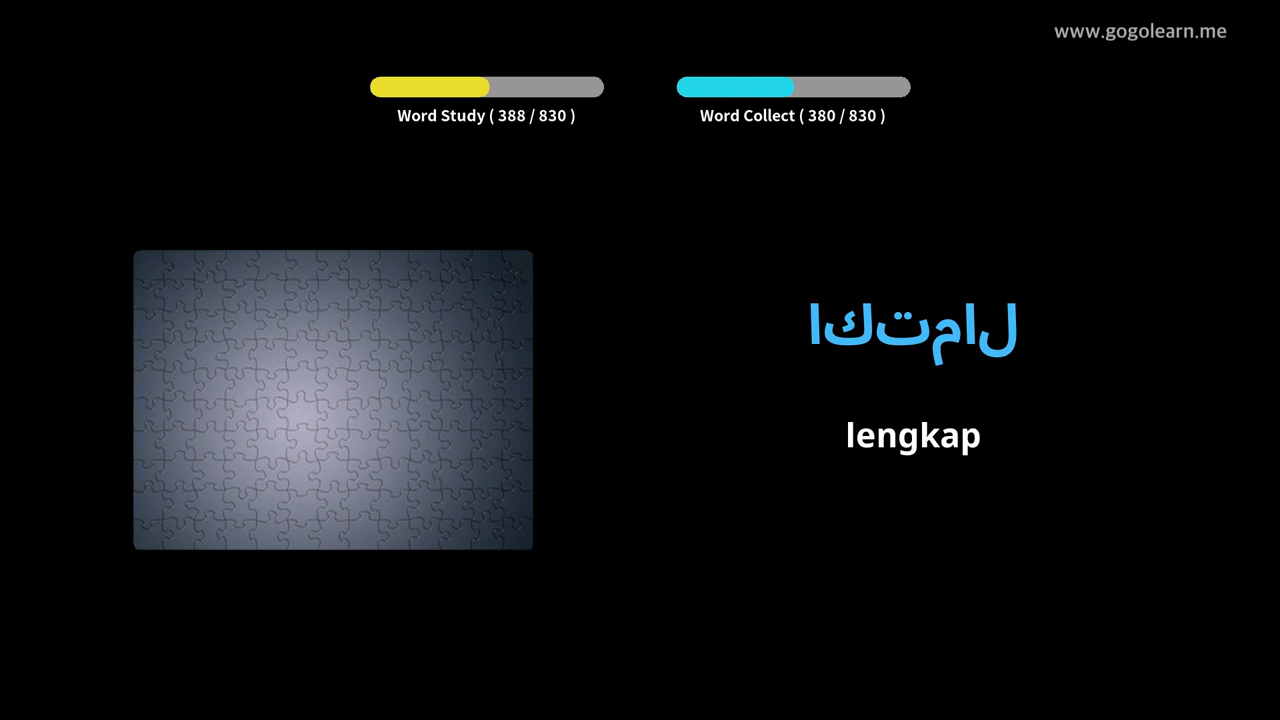 www.gogolearn.me
Word Study ( 388 / 830 )
Word Collect ( 380 / 830 )
اكتمال
lengkap